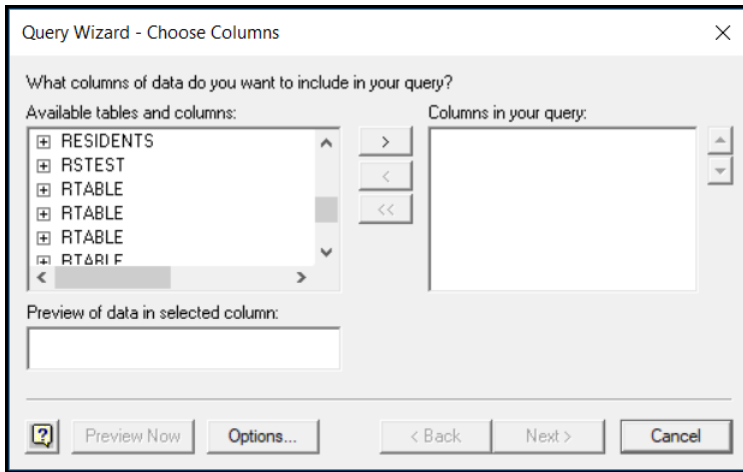 Query Wizard - Choose Columns
What columns of data do you want to include in your query?
Available tables and columns:
Columns in your query:
RESIDENTS
RSTEST
RTABLE
RTABLE
RTABLE
RTABLE
>
<
<<
Preview of data in selected column:
?
Preview Now
Options...
< Back
Next >
Cancel